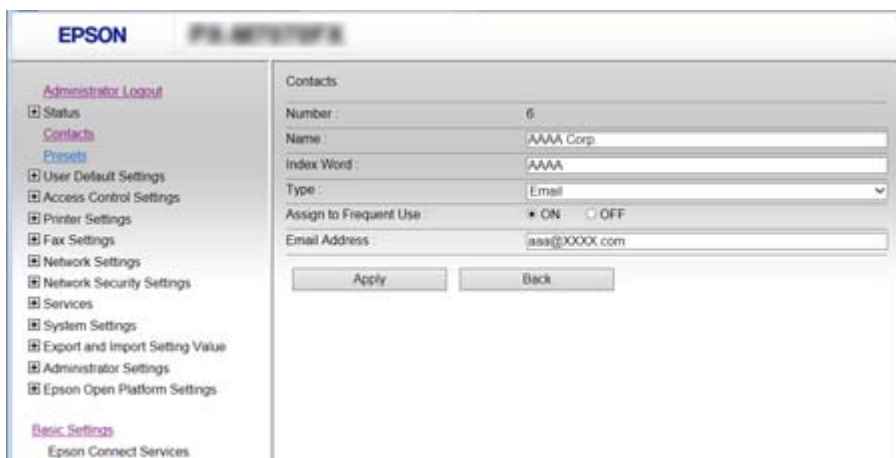 EPSON
Administrator Logout
Status
Contacts
Presets
User Default Settings
Access Control Settings
Printer Settings
Fax Settings
Network Settings
Network Security Settings
Services
System Settings
Export and Import Setting Value
Administrator Settings
Epson Open Platform Settings
Basic Settings
Epson Connect Services
Contacts
Number : 6
Name : AAAA Corp.
Index Word : AAAA
Type : Email
Assign to Frequent Use : ON OFF
Email Address : aaa@XXXX.com
Apply Back